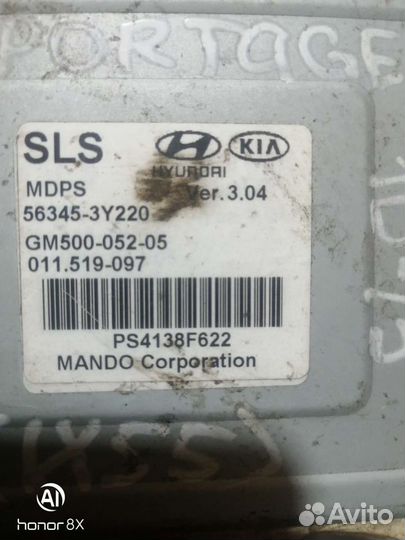 PORTAGE
SLS HYUNDAI KIA
MDPS Ver. 3.04
56345-3Y220
GM500-052-05
011.519-097
PS4138F622
MANDO Corporation
AI
honor 8X
Avito